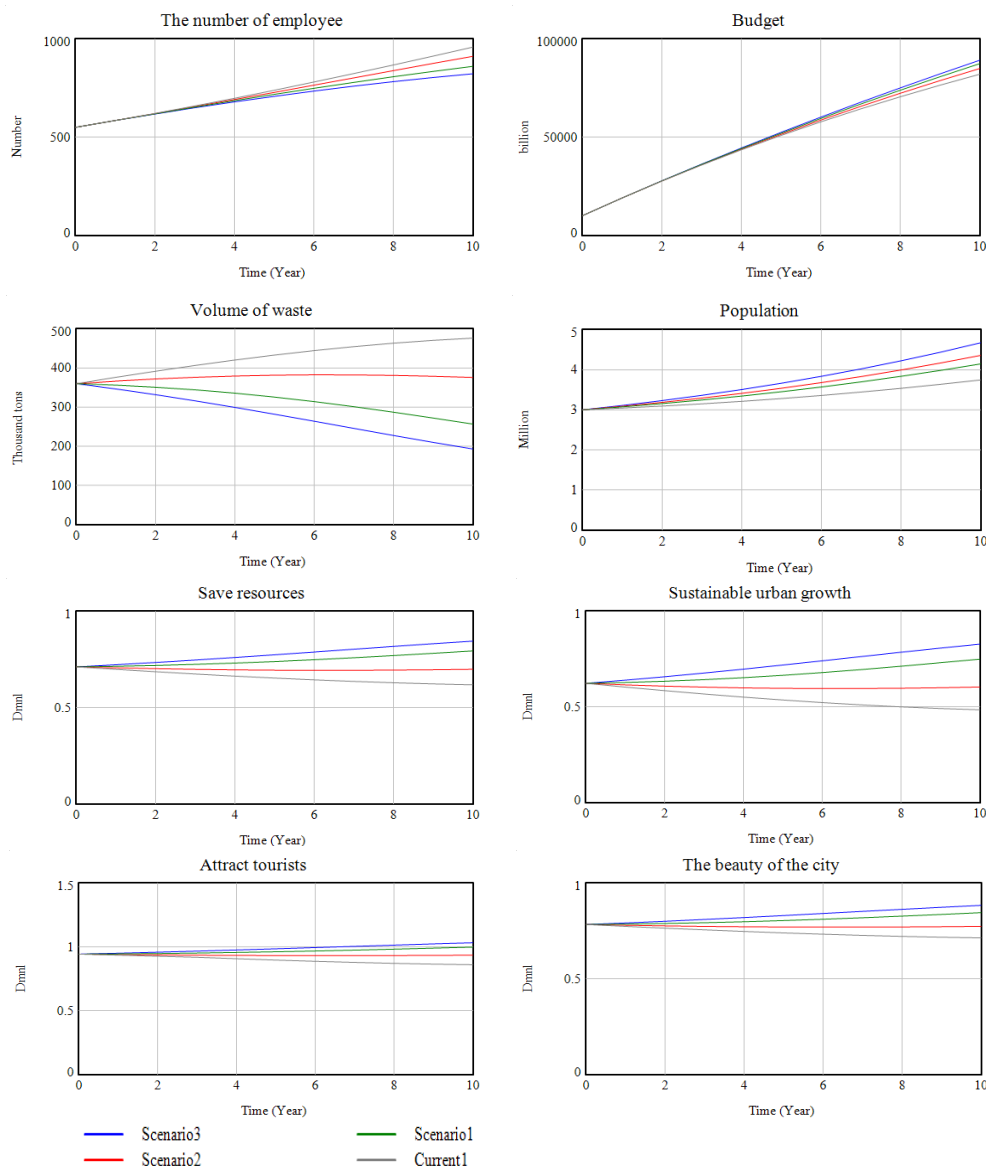 The number of employee
1000
500
0
Number
0 2 4 6 8 10
Time (Year)
Budget
100000
50000
0
billion
0 2 4 6 8 10
Time (Year)
Volume of waste
500
400
300
200
100
0
Thousand tons
0 2 4 6 8 10
Time (Year)
Population
5
4
3
2
1
0
Million
0 2 4 6 8 10
Time (Year)
Save resources
1
0.5
0
Dmnl
0 2 4 6 8 10
Time (Year)
Sustainable urban growth
1
0.5
0
Dmnl
0 2 4 6 8 10
Time (Year)
Attract tourists
1.5
1
0.5
0
Dmnl
0 2 4 6 8 10
Time (Year)
The beauty of the city
1
0.5
0
Dmnl
0 2 4 6 8 10
Time (Year)
Scenario3
Scenario2
Scenario1
Current1